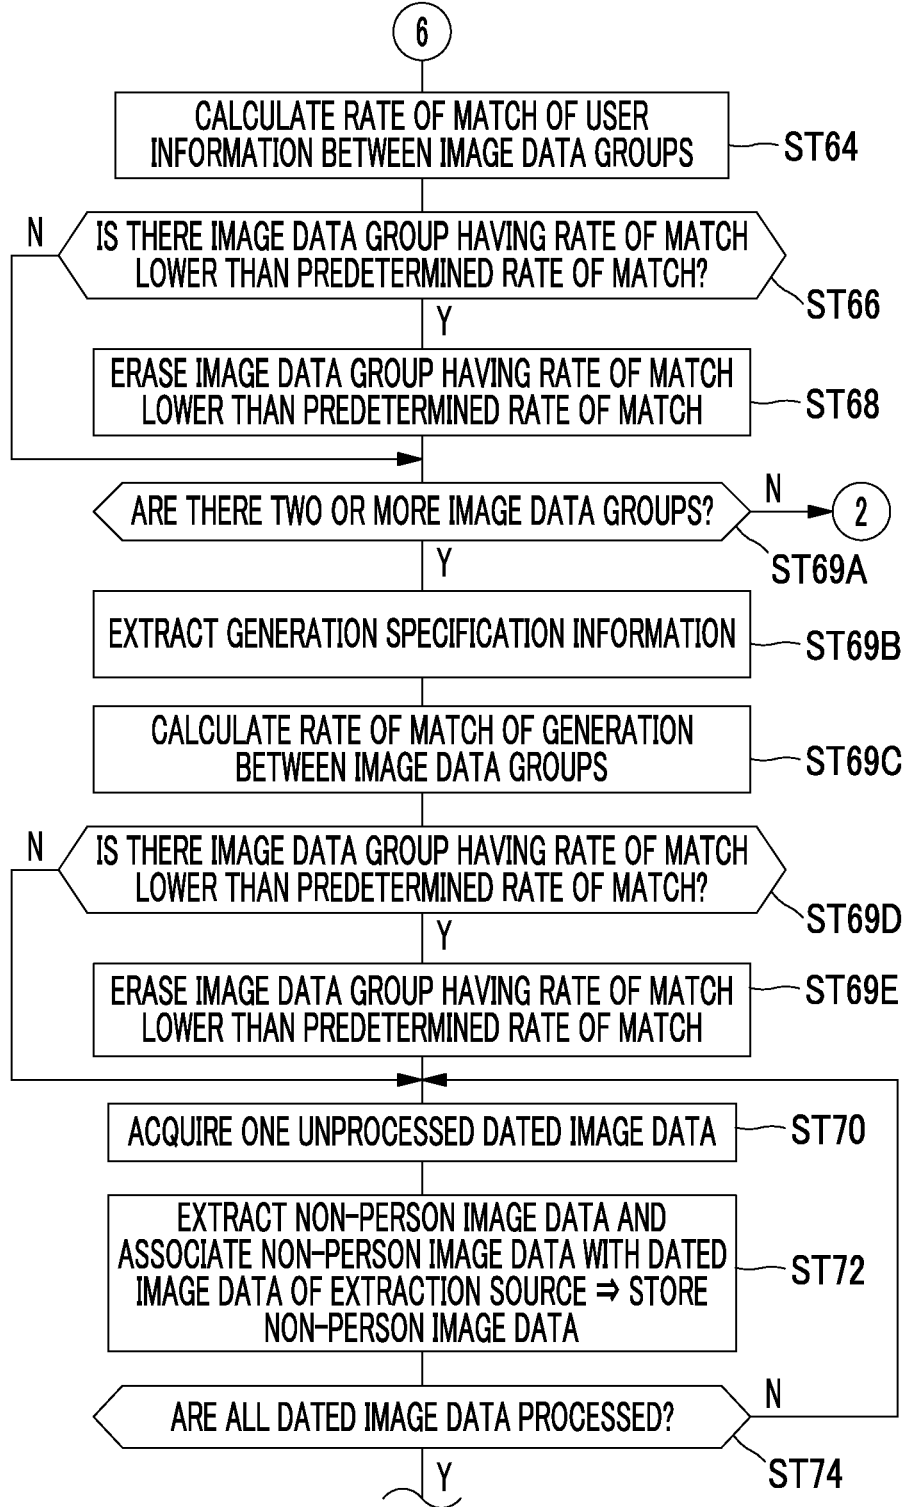 6
CALCULATE RATE OF MATCH OF USER
INFORMATION BETWEEN IMAGE DATA GROUPS
ST64
N
IS THERE IMAGE DATA GROUP HAVING RATE OF MATCH
LOWER THAN PREDETERMINED RATE OF MATCH?
ST66
Y
ERASE IMAGE DATA GROUP HAVING RATE OF MATCH
LOWER THAN PREDETERMINED RATE OF MATCH
ST68
ARE THERE TWO OR MORE IMAGE DATA GROUPS?
N
2
ST69A
Y
EXTRACT GENERATION SPECIFICATION INFORMATION
ST69B
CALCULATE RATE OF MATCH OF GENERATION
BETWEEN IMAGE DATA GROUPS
ST69C
N
IS THERE IMAGE DATA GROUP HAVING RATE OF MATCH
LOWER THAN PREDETERMINED RATE OF MATCH?
ST69D
Y
ERASE IMAGE DATA GROUP HAVING RATE OF MATCH
LOWER THAN PREDETERMINED RATE OF MATCH
ST69E
ACQUIRE ONE UNPROCESSED DATED IMAGE DATA
ST70
EXTRACT NON-PERSON IMAGE DATA AND
ASSOCIATE NON-PERSON IMAGE DATA WITH DATED
IMAGE DATA OF EXTRACTION SOURCE ⇒ STORE
NON-PERSON IMAGE DATA
ST72
ARE ALL DATED IMAGE DATA PROCESSED?
N
ST74
Y